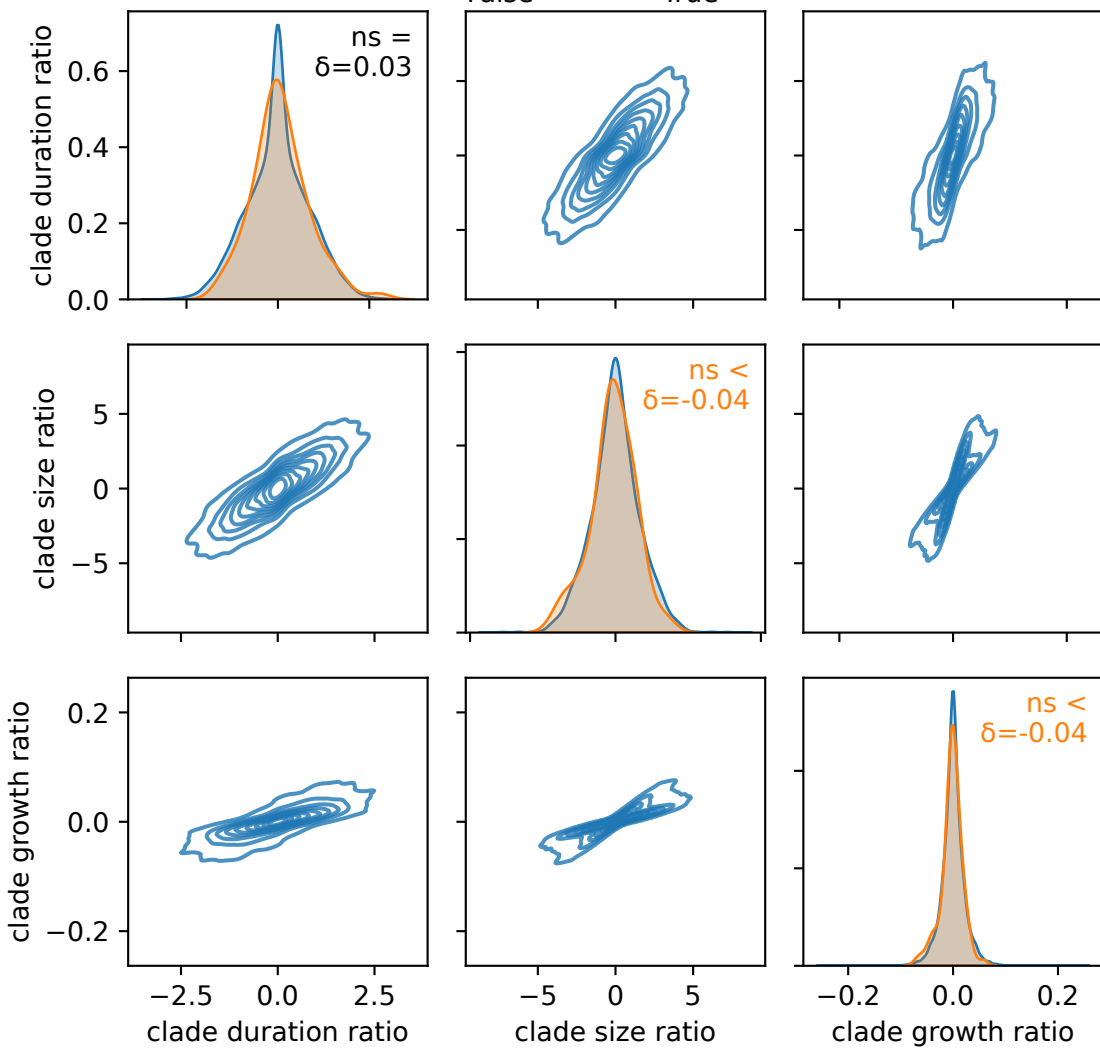 clade duration ratio
0.6
0.4
0.2
0.0
ns =
δ=0.03
clade size ratio
5
0
−5
ns <
δ=-0.04
clade growth ratio
0.2
0.0
−0.2
ns <
δ=-0.04
−2.5 0.0 2.5
−5 0 5
−0.2 0.0 0.2
clade duration ratio
clade size ratio
clade growth ratio